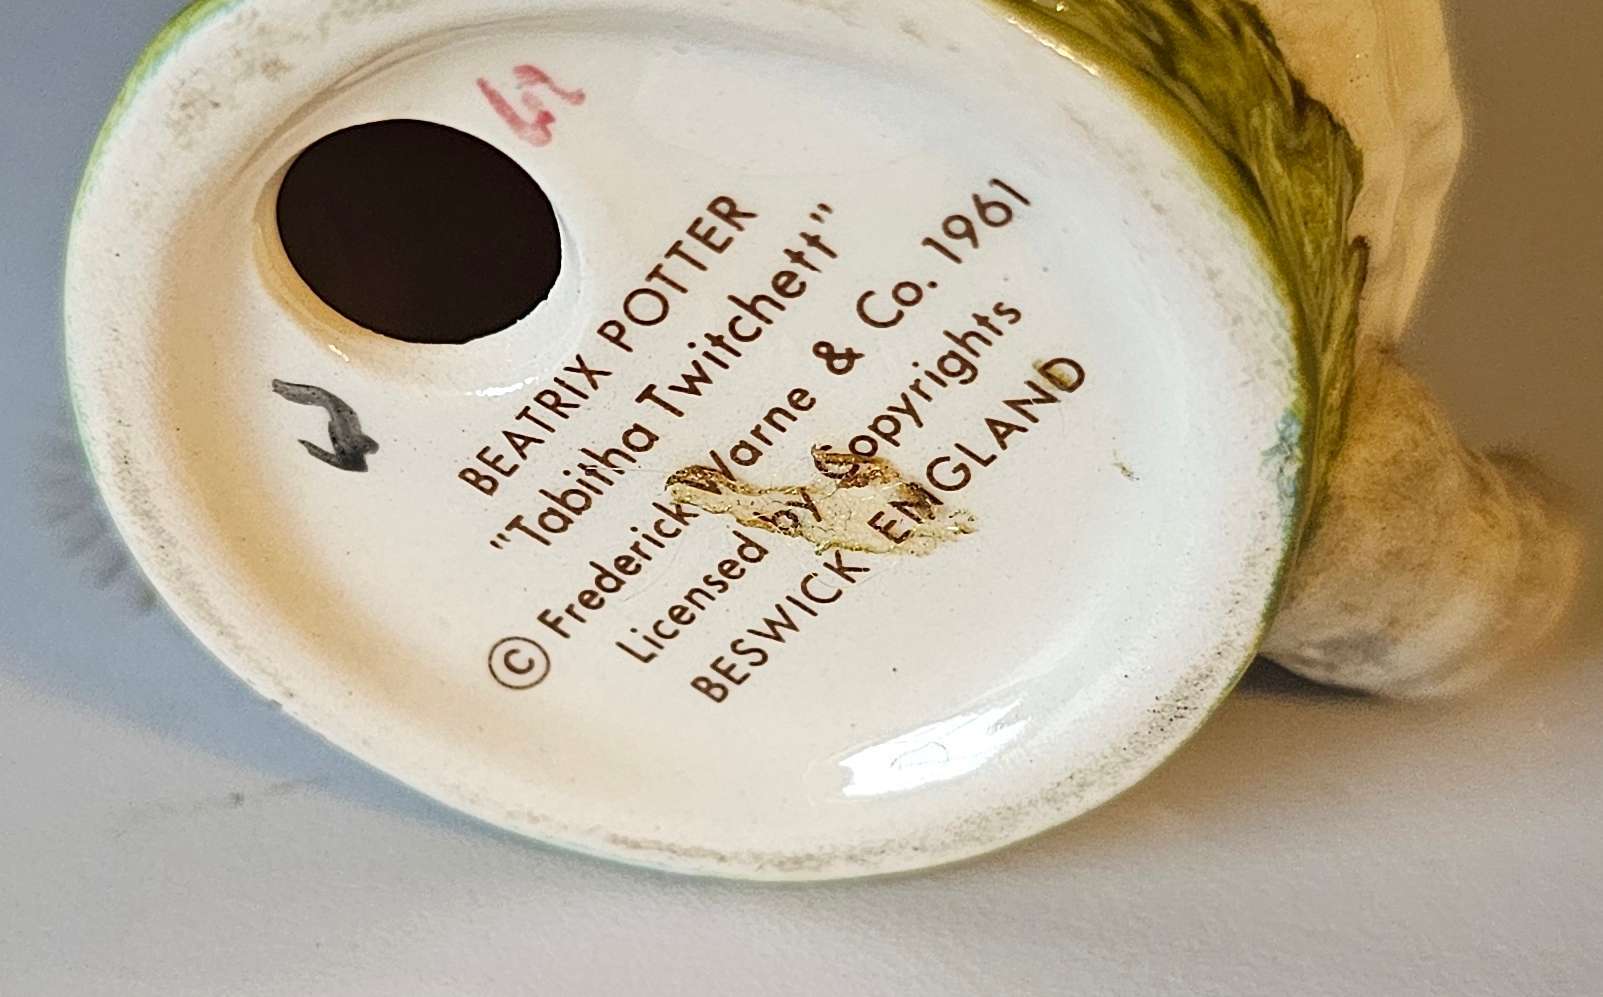 BEATRIX POTTER
"Tabitha Twitchett"
© Frederick Warne & Co. 1961
Licensed by Copyrights
BESWICK ENGLAND